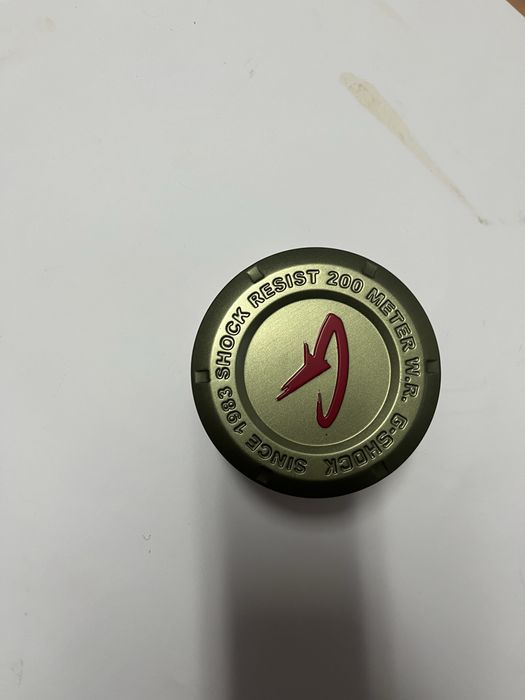 SHOCK RESIST 200 METER W.R. G-SHOCK SINCE 1983